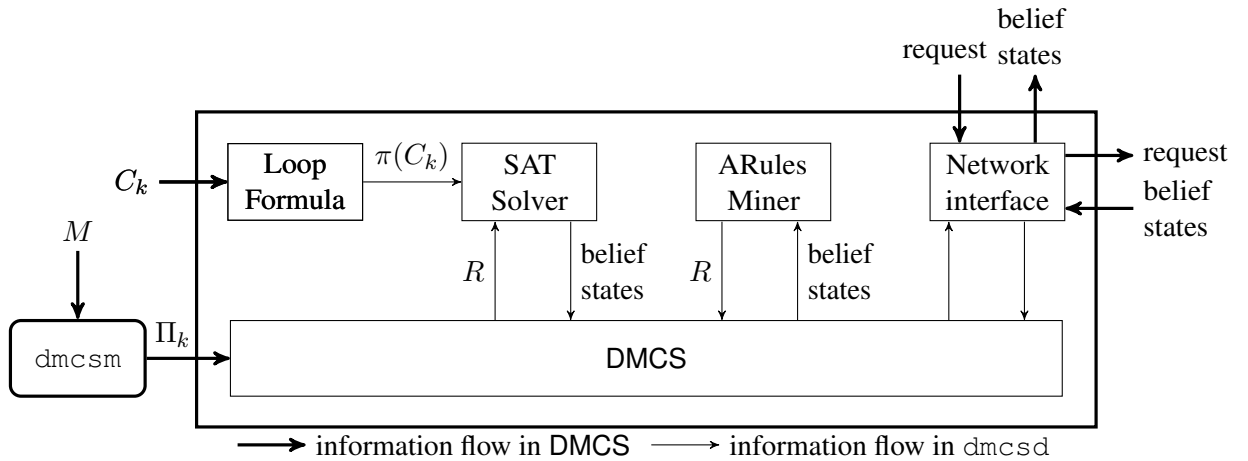 belief
states
request
request
belief
states
Loop
Formula
π(C_k)
SAT
Solver
ARules
Miner
Network
interface
C_k
M
R
belief
states
R
belief
states
dmcsm
Π_k
DMCS
information flow in DMCS
information flow in dmcsd